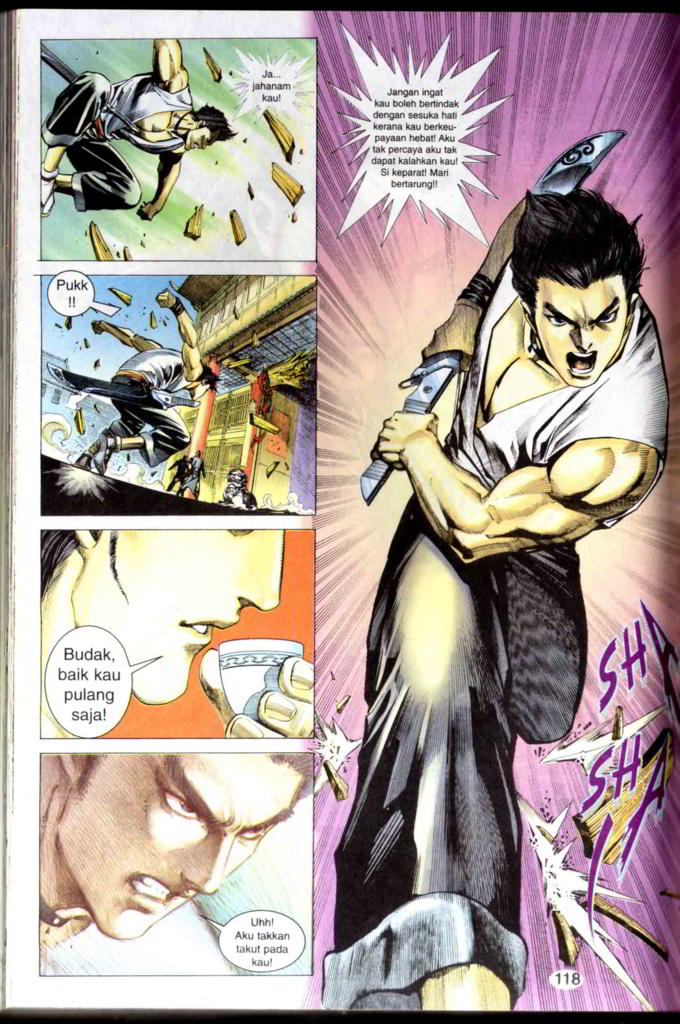 Ja...
jahanam
kau!
Pukk
!!
Budak,
baik kau
pulang
saja!
Uhh!
Aku takkan
takut pada
kau!
Jangan ingat
kau boleh bertindak
dengan sesuka hati
kerana kau berkeu-
payaan hebat! Aku
tak percaya aku tak
dapat kalahkan kau!
Si keparat! Mari
bertarung!!
SHA
SHA
118